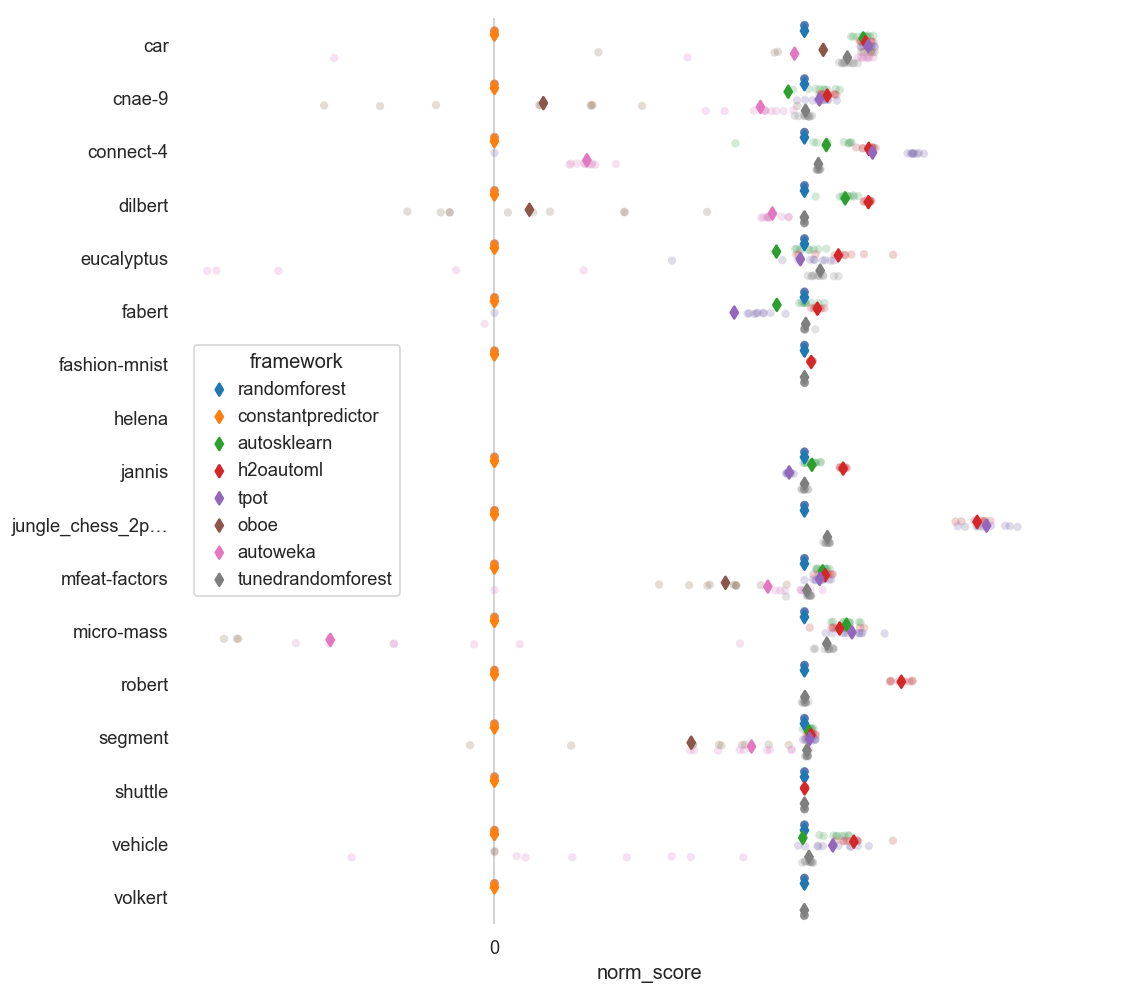 car
cnae-9
connect-4
dilbert
eucalyptus
fabert
fashion-mnist
helena
jannis
jungle_chess_2p…
mfeat-factors
micro-mass
robert
segment
shuttle
vehicle
volkert
framework
randomforest
constantpredictor
autosklearn
h2oautoml
tpot
oboe
autoweka
tunedrandomforest
0
norm_score